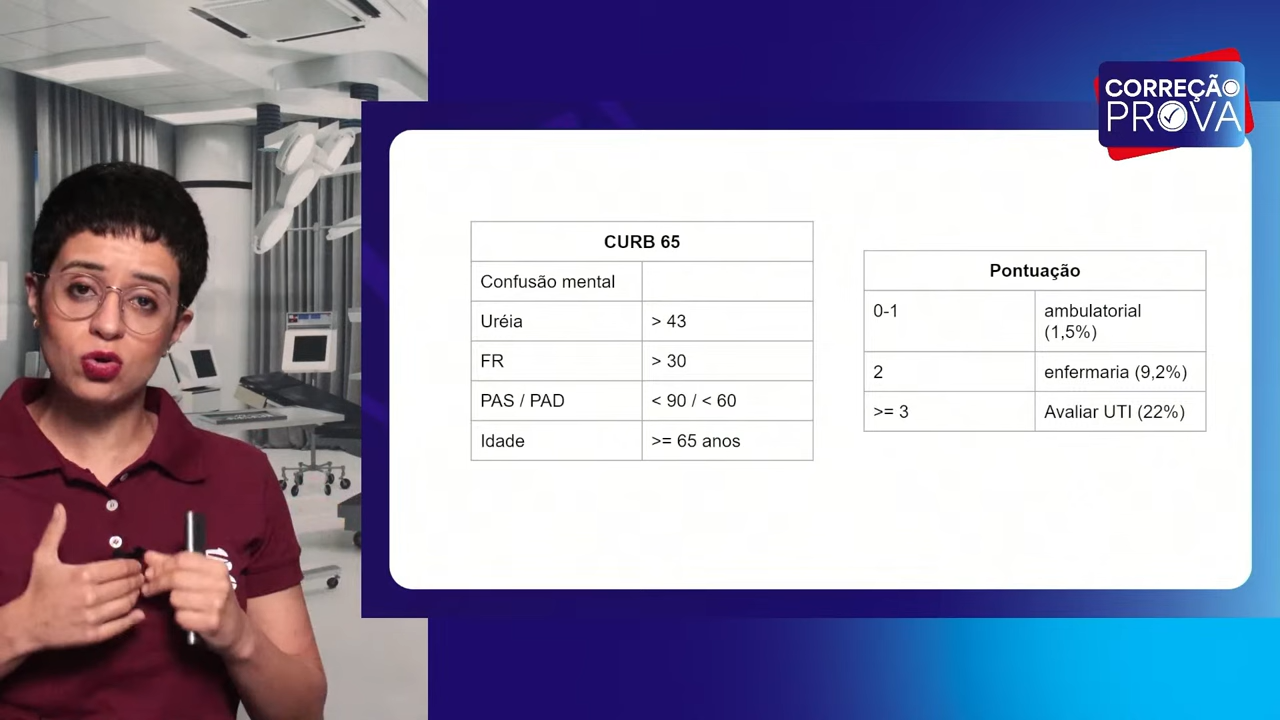 CORREÇÃO
PROVA
CURB 65
Confusão mental
Uréia > 43
FR > 30
PAS / PAD < 90 / < 60
Idade >= 65 anos
Pontuação
0-1 ambulatorial
(1,5%)
2 enfermaria (9,2%)
>= 3 Avaliar UTI (22%)